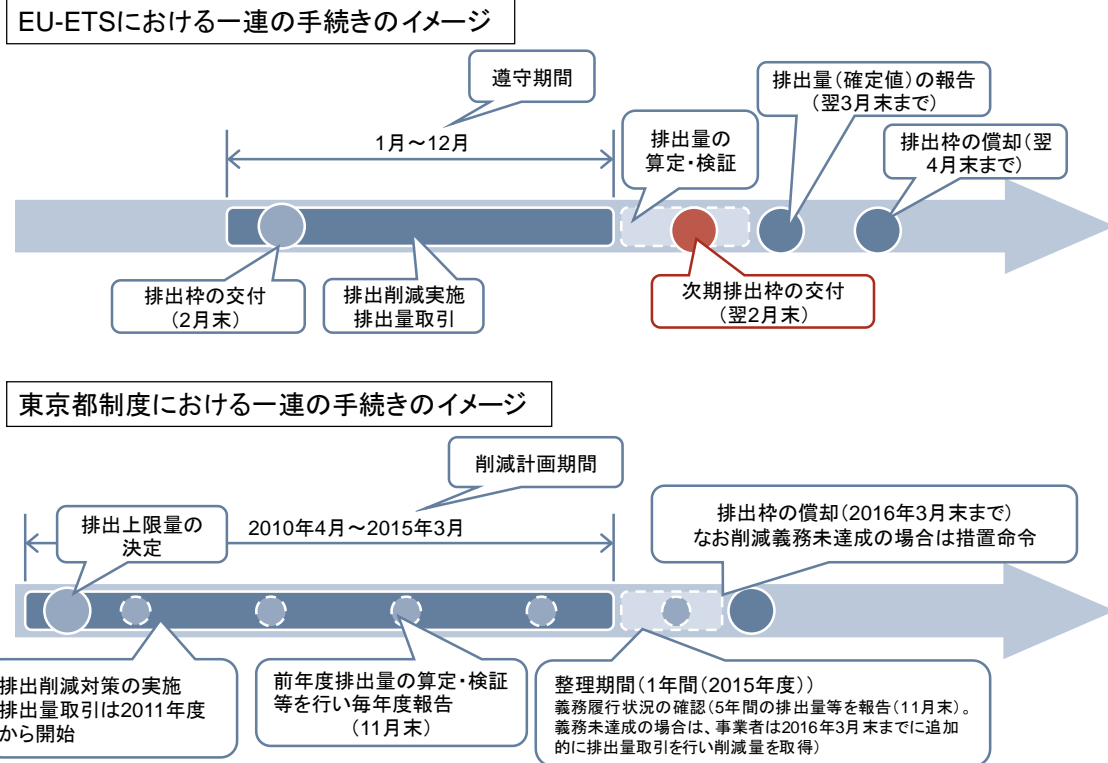 EU-ETSにおける一連の手続きのイメージ
遵守期間
1月～12月
排出量の
算定・検証
排出量（確定値）の報告
（翌3月末まで）
排出枠の償却（翌
4月末まで）
排出枠の交付
（2月末）
排出削減実施
排出量取引
次期排出枠の交付
（翌2月末）
東京都制度における一連の手続きのイメージ
削減計画期間
2010年4月～2015年3月
排出上限量の
決定
排出枠の償却（2016年3月末まで）
なお削減義務未達成の場合は措置命令
排出削減対策の実施
排出量取引は2011年度
から開始
前年度排出量の算定・検証
等を行い毎年度報告
（11月末）
整理期間（1年間（2015年度））
義務履行状況の確認（5年間の排出量等を報告（11月末）。
義務未達成の場合は、事業者は2016年3月末までに追加
的に排出量取引を行い削減量を取得）